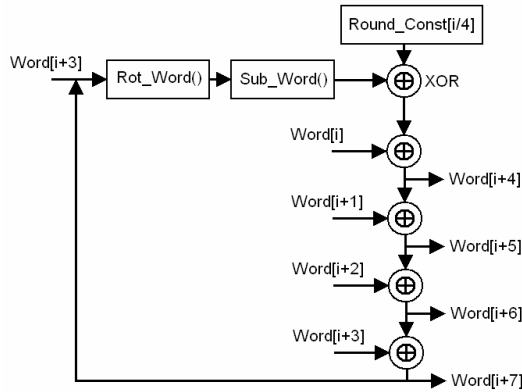 Round_Const[i/4]
Word[i+3]
Rot_Word()
Sub_Word()
XOR
Word[i]
Word[i+4]
Word[i+1]
Word[i+5]
Word[i+2]
Word[i+6]
Word[i+3]
Word[i+7]